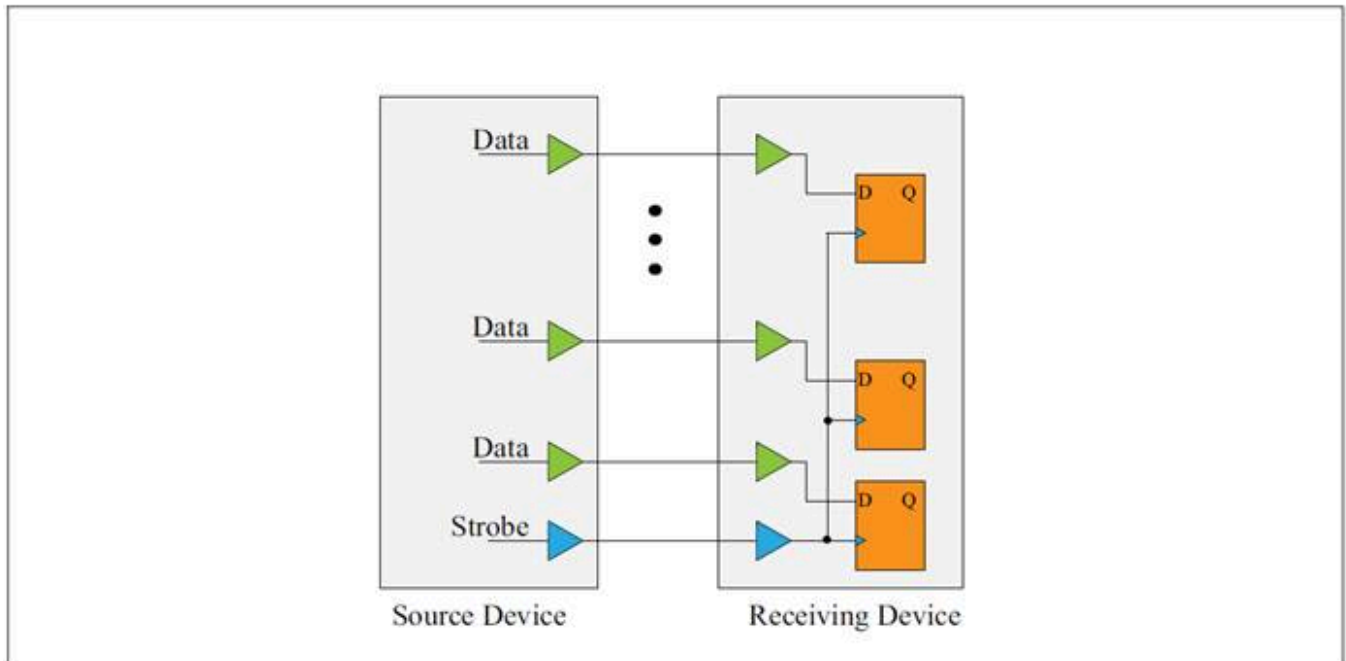 Data
D Q
Data
D Q
Data
D Q
Strobe
Source Device
Receiving Device